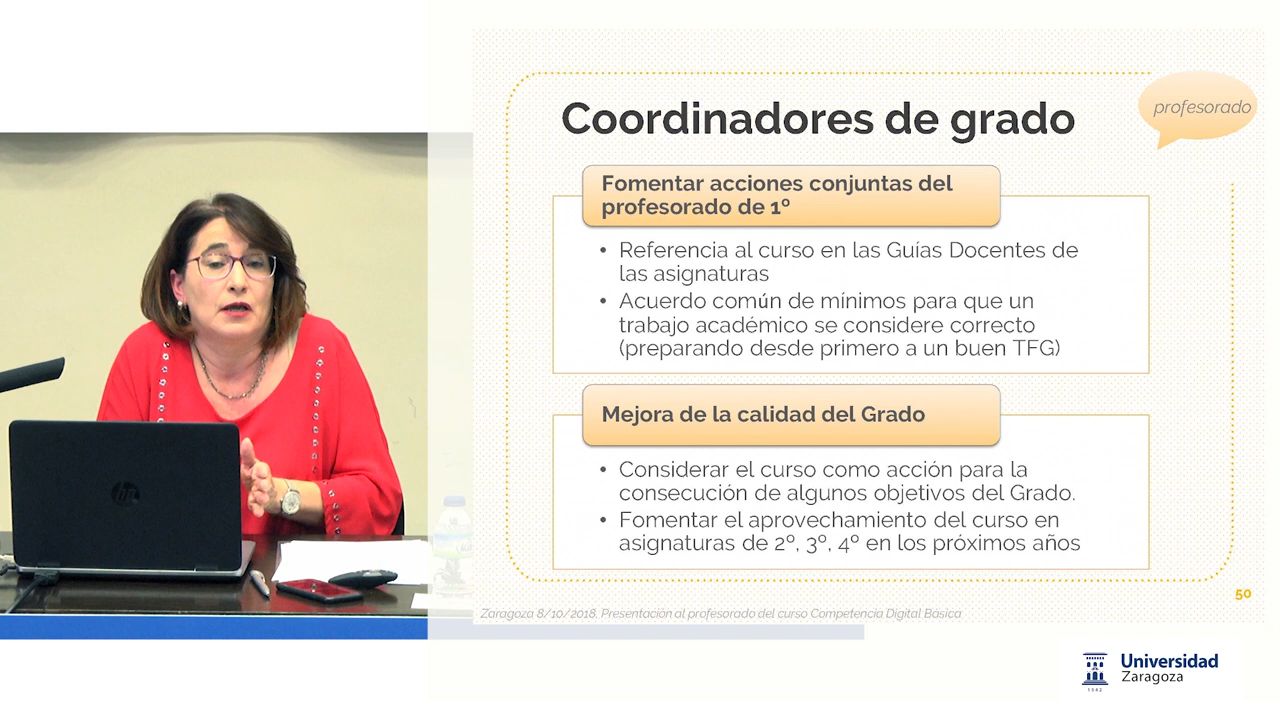 Coordinadores de grado
profesorado
Fomentar acciones conjuntas del
profesorado de 1º
• Referencia al curso en las Guías Docentes de
las asignaturas
• Acuerdo común de mínimos para que un
trabajo académico se considere correcto
(preparando desde primero a un buen TFG)
Mejora de la calidad del Grado
• Considerar el curso como acción para la
consecución de algunos objetivos del Grado.
• Fomentar el aprovechamiento del curso en
asignaturas de 2º, 3º, 4º en los próximos años
50
Zaragoza 8/10/2018. Presentación al profesorado del curso Competencia Digital Básica
hp
Universidad
Zaragoza
1542